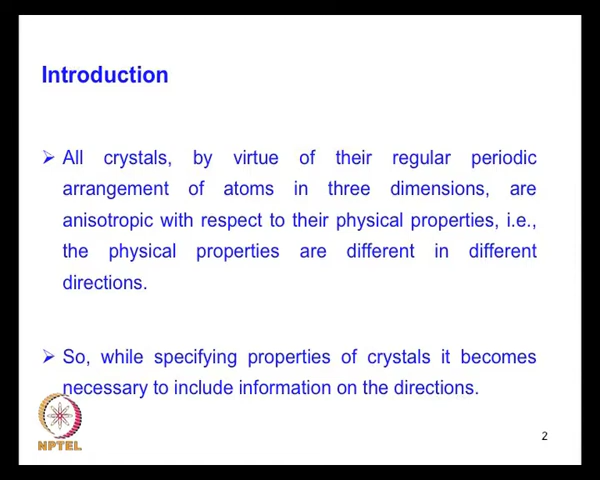 Introduction
➢ All crystals, by virtue of their regular periodic
arrangement of atoms in three dimensions, are
anisotropic with respect to their physical properties, i.e.,
the physical properties are different in different
directions.
➢ So, while specifying properties of crystals it becomes
necessary to include information on the directions.
NPTEL
2